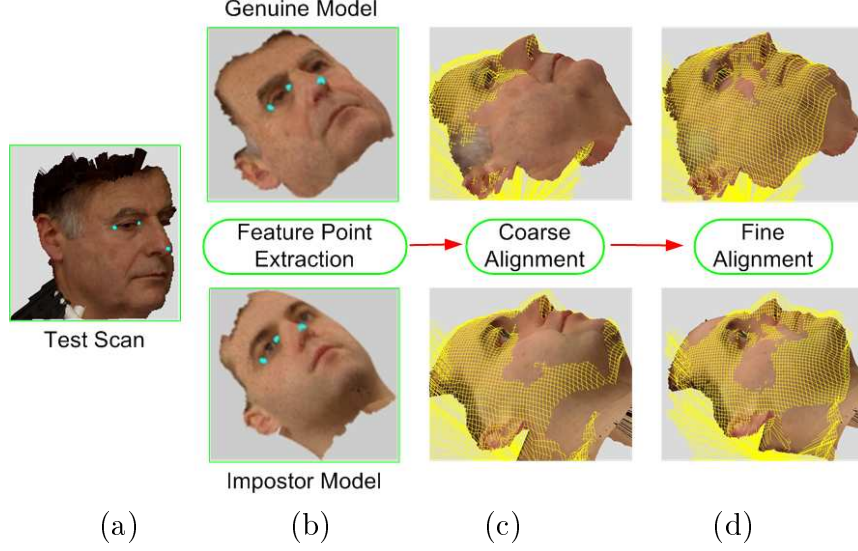 Genuine Model
Test Scan
Feature Point
Extraction
Coarse
Alignment
Fine
Alignment
Impostor Model
(a) (b) (c) (d)